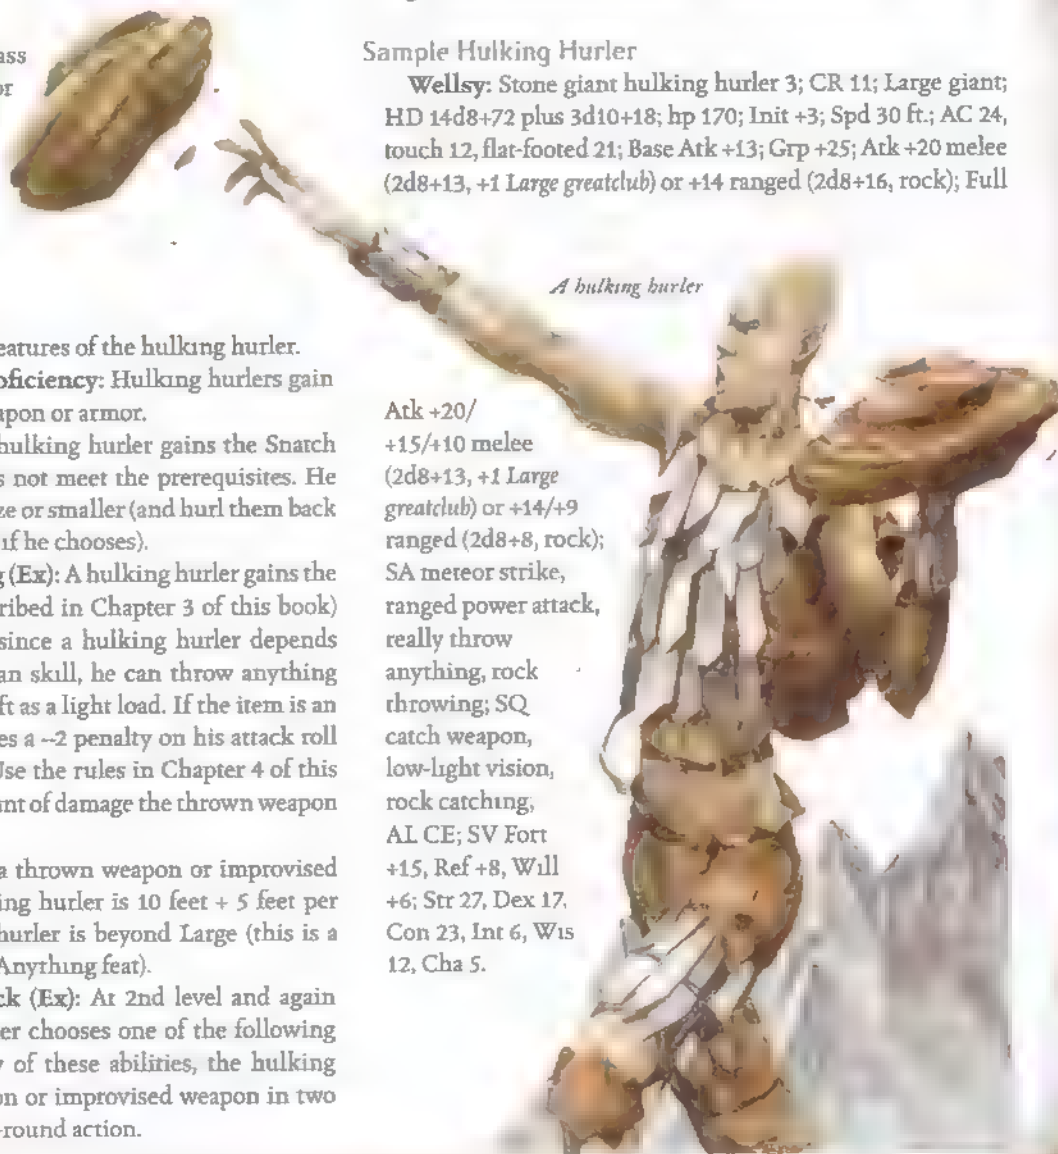 ass
or
eatures of the hulking hurler.
oficiency: Hulking hurlers gain
apon or armor.
hulking hurler gains the Snatch
s not meet the prerequisites. He
ze or smaller (and hurl them back
if he chooses).
g (Ex): A hulking hurler gains the
ribed in Chapter 3 of this book)
since a hulking hurler depends
an skill, he can throw anything
ft as a light load. If the item is an
es a –2 penalty on his attack roll
Use the rules in Chapter 4 of this
nt of damage the thrown weapon
a thrown weapon or improvised
ing hurler is 10 feet + 5 feet per
hurler is beyond Large (this is a
Anything feat).
ck (Ex): At 2nd level and again
er chooses one of the following
y of these abilities, the hulking
on or improvised weapon in two
-round action.
Sample Hulking Hurler
Wellsy: Stone giant hulking hurler 3; CR 11; Large giant;
HD 14d8+72 plus 3d10+18; hp 170; Init +3; Spd 30 ft.; AC 24,
touch 12, flat-footed 21; Base Atk +13; Grp +25; Atk +20 melee
(2d8+13, +1 Large greatclub) or +14 ranged (2d8+16, rock); Full
A hulking hurler
Atk +20/
+15/+10 melee
(2d8+13, +1 Large
greatclub) or +14/+9
ranged (2d8+8, rock);
SA meteor strike,
ranged power attack,
really throw
anything, rock
throwing; SQ
catch weapon,
low-light vision,
rock catching;
AL CE; SV Fort
+15, Ref +8, Will
+6; Str 27, Dex 17,
Con 23, Int 6, Wis
12, Cha 5.